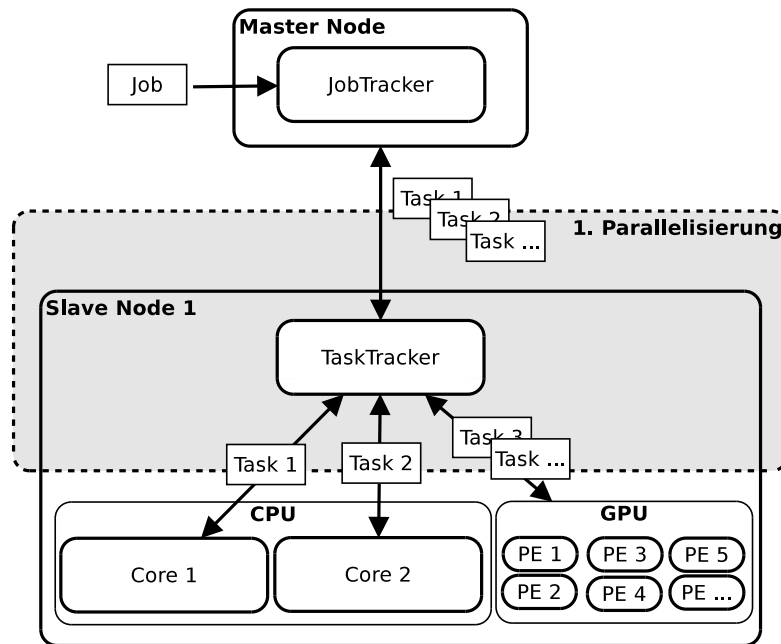 Master Node
Job
JobTracker
Task 1
Task 2
Task ...
1. Parallelisierung
Slave Node 1
TaskTracker
Task 1
Task 2
Task 3
Task ...
CPU
Core 1
Core 2
GPU
PE 1
PE 3
PE 5
PE 2
PE 4
PE ...